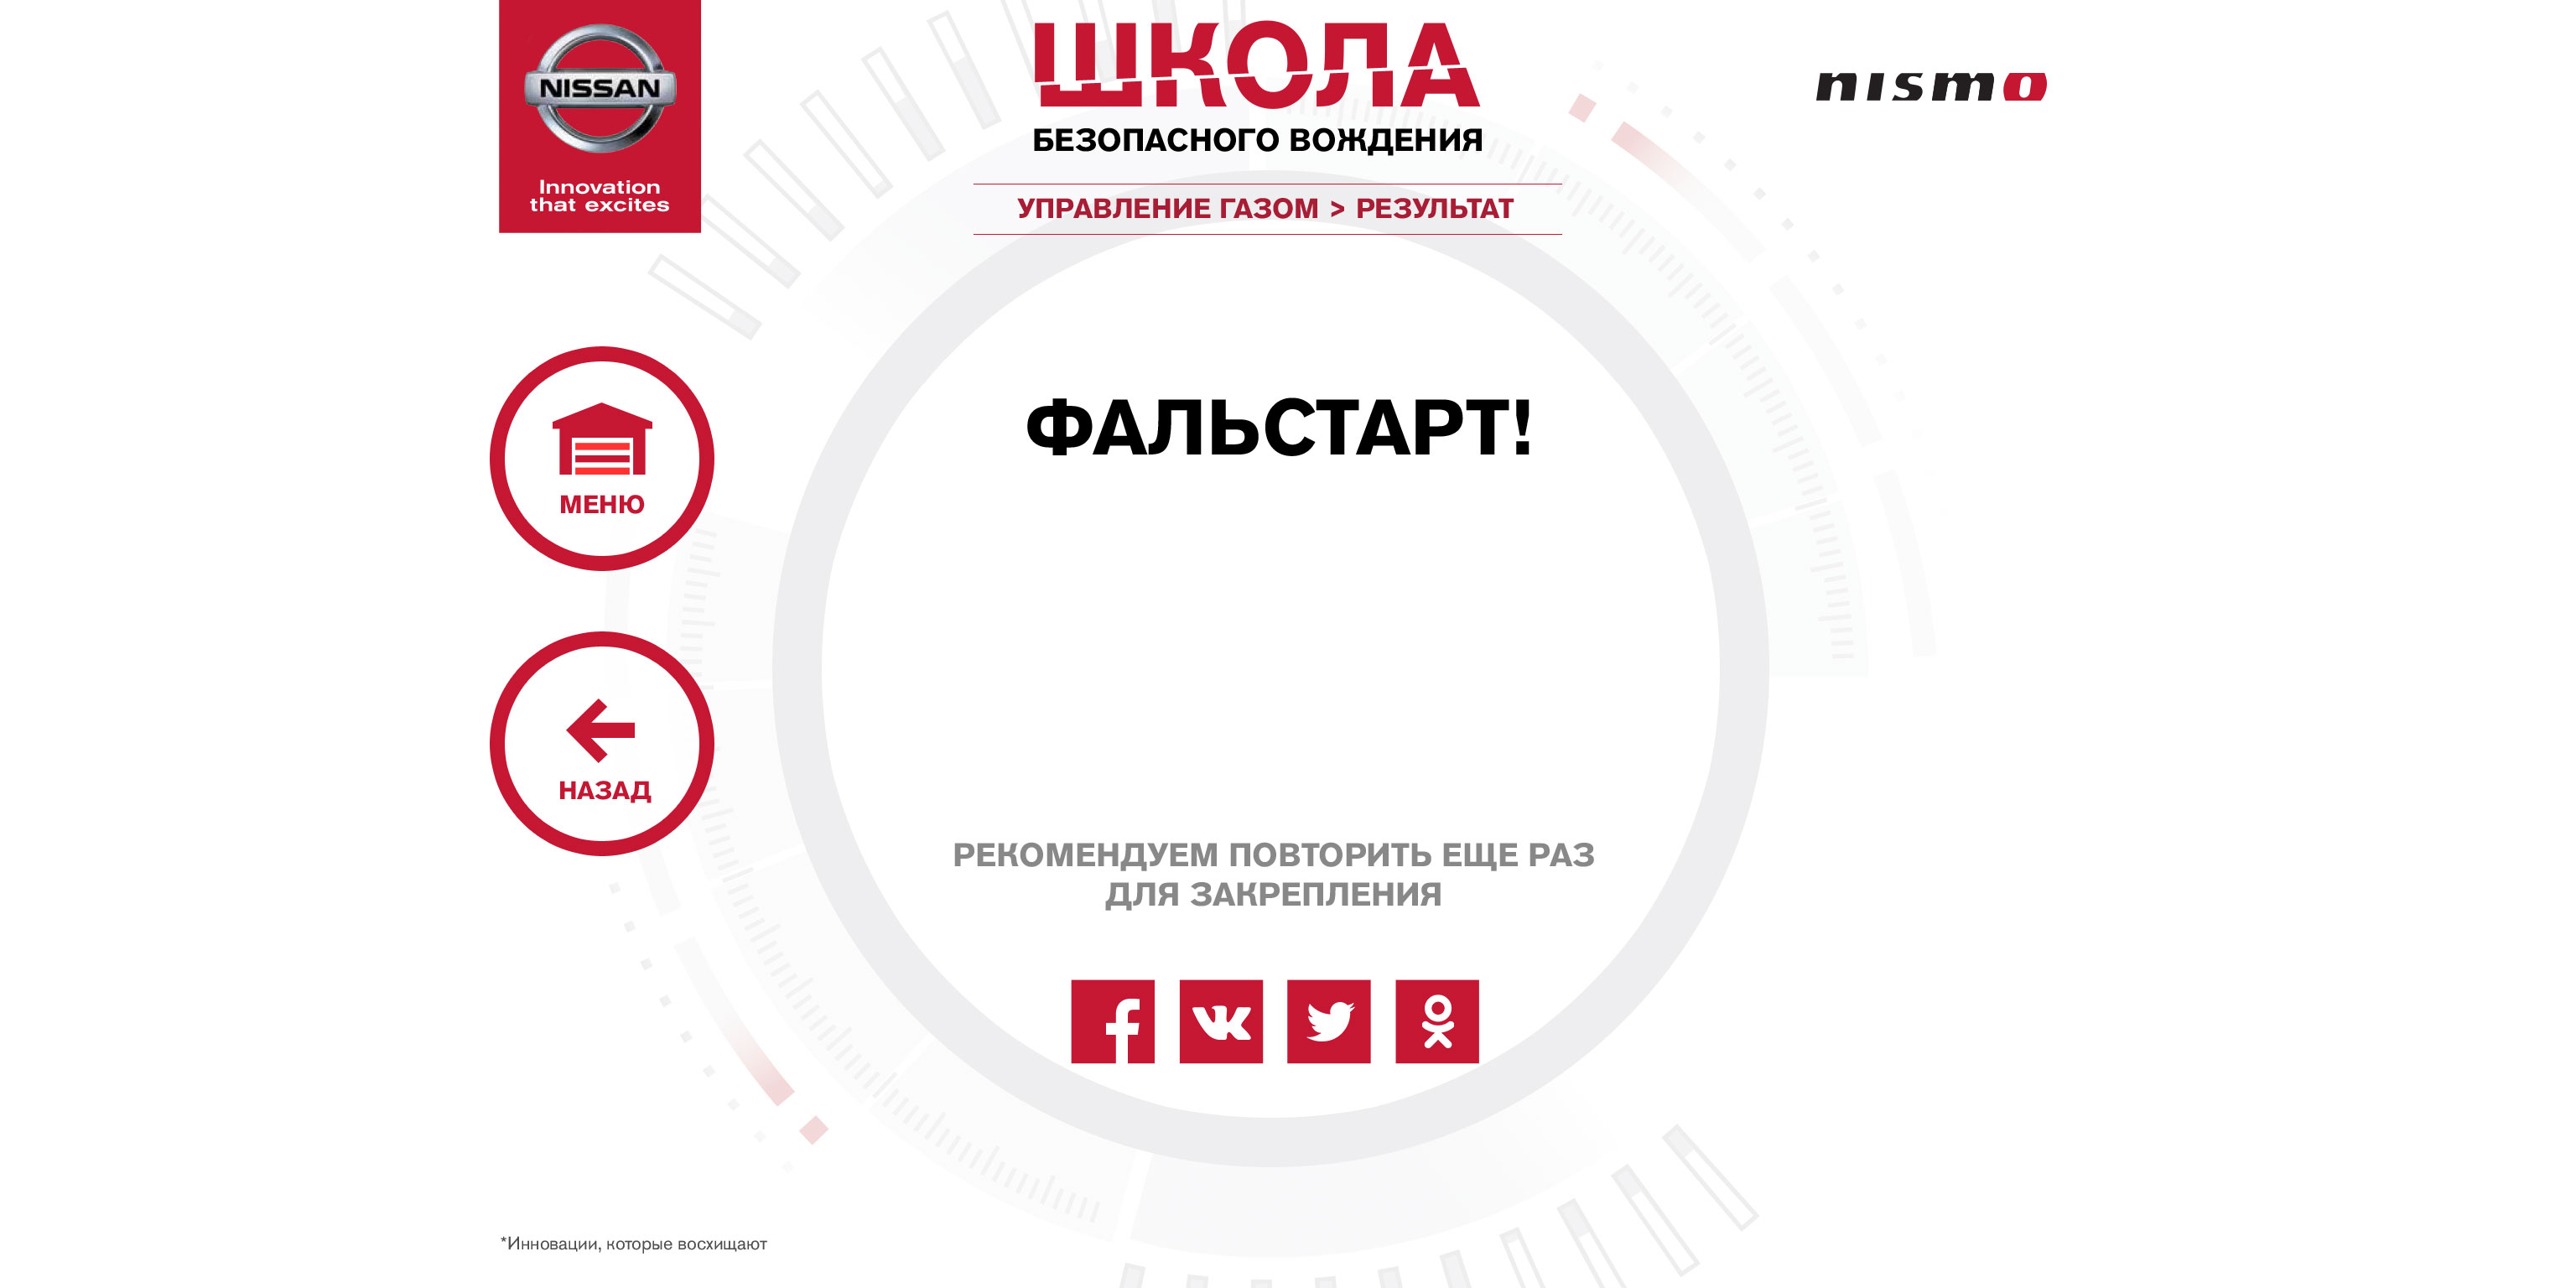 NISSAN
Innovation
that excites
ШКОЛА
БЕЗОПАСНОГО ВОЖДЕНИЯ
УПРАВЛЕНИЕ ГАЗОМ > РЕЗУЛЬТАТ
nismo
МЕНЮ
НАЗАД
ФАЛЬСТАРТ!
РЕКОМЕНДУЕМ ПОВТОРИТЬ ЕЩЕ РАЗ
ДЛЯ ЗАКРЕПЛЕНИЯ
*Инновации, которые восхищают